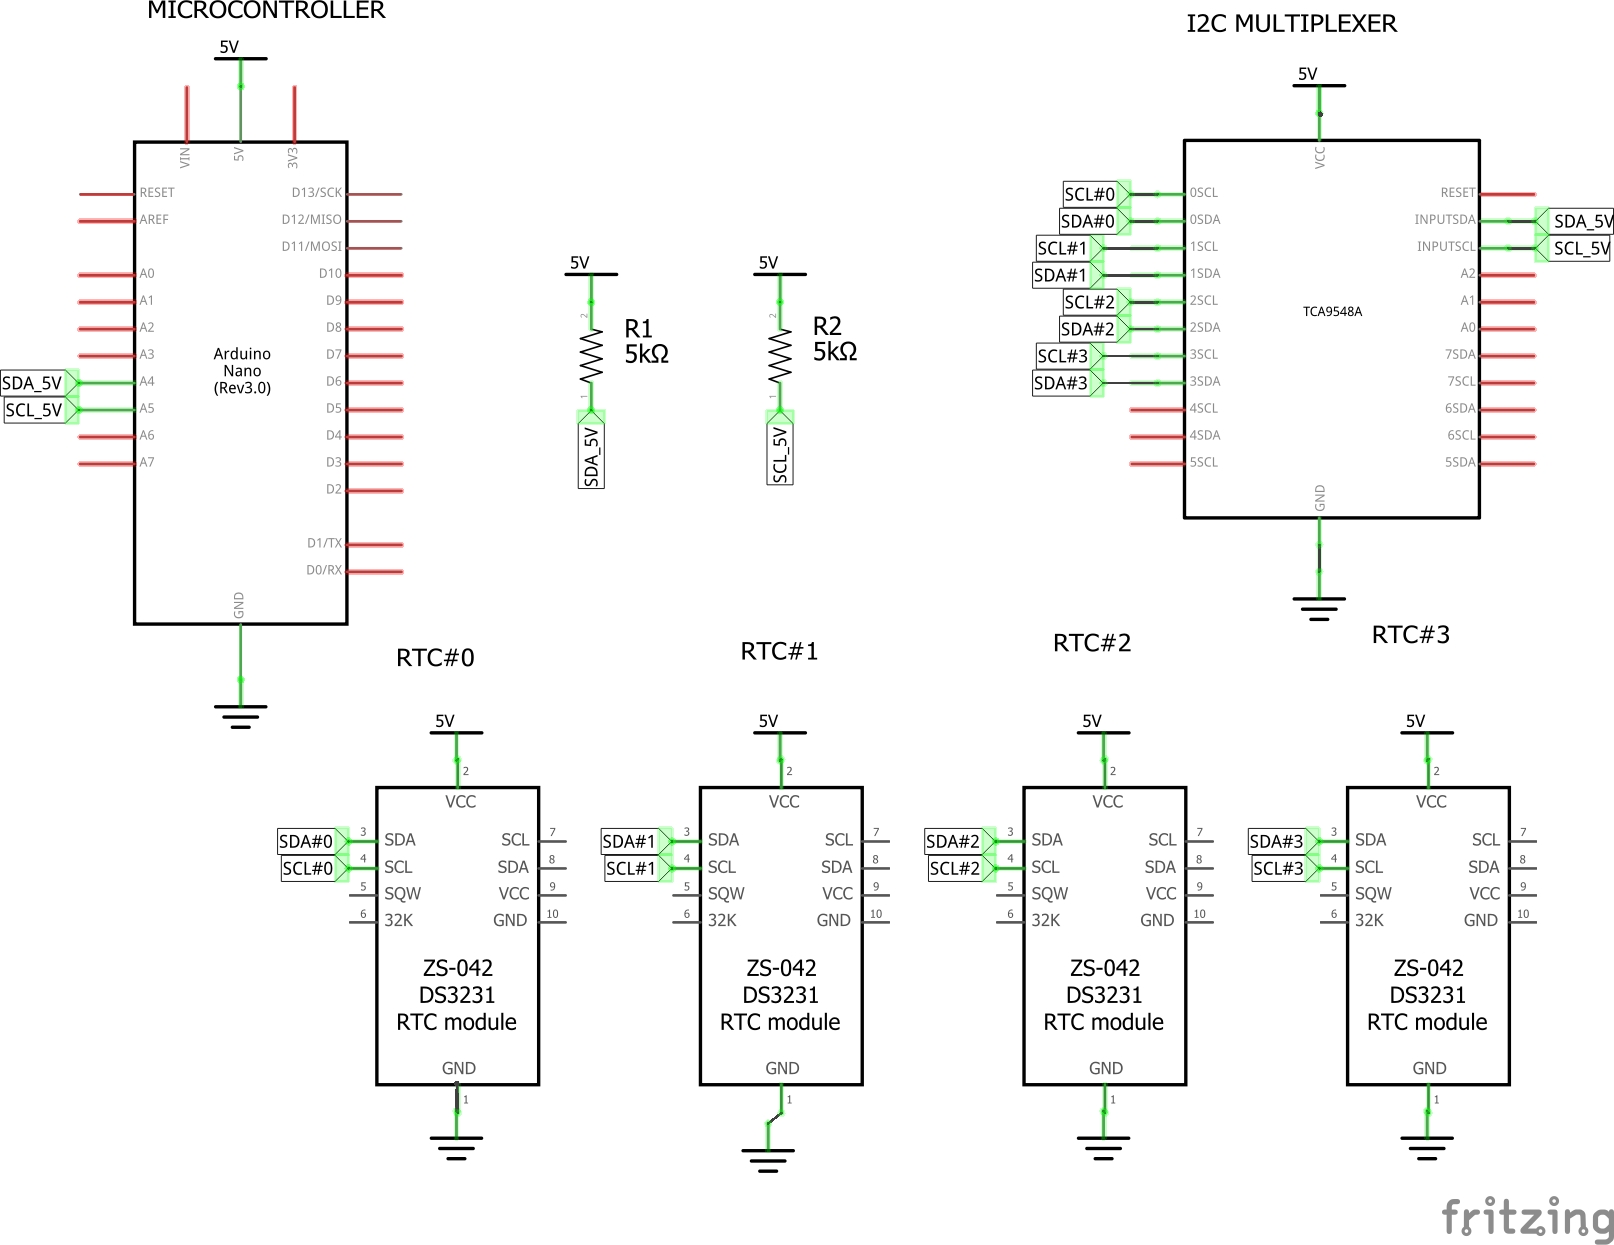 MICROCONTROLLER
5V
VIN
5V
3V3
RESET
AREF
A0
A1
A2
A3
A4
A5
A6
A7
SDA_5V
SCL_5V
Arduino
Nano
(Rev3.0)
D13/SCK
D12/MISO
D11/MOSI
D10
D9
D8
D7
D6
D5
D4
D3
D2
D1/TX
D0/RX
GND
5V
2
R1
5kΩ
1
SDA_5V
5V
2
R2
5kΩ
1
SCL_5V
I2C MULTIPLEXER
5V
VCC
SCL#0
SDA#0
SCL#1
SDA#1
SCL#2
SDA#2
SCL#3
SDA#3
0SCL
0SDA
1SCL
1SDA
2SCL
2SDA
3SCL
3SDA
4SCL
4SDA
5SCL
TCA9548A
RESET
INPUTSDA
INPUTSCL
A2
A1
A0
7SDA
7SCL
6SDA
6SCL
5SDA
SDA_5V
SCL_5V
GND
RTC#0
5V
2
VCC
SDA#0
SCL#0
3
4
5
6
SDA
SCL
SQW
32K
SCL
SDA
VCC
GND
7
8
9
10
ZS-042
DS3231
RTC module
GND
1
RTC#1
5V
2
VCC
SDA#1
SCL#1
3
4
5
6
SDA
SCL
SQW
32K
SCL
SDA
VCC
GND
7
8
9
10
ZS-042
DS3231
RTC module
GND
1
RTC#2
5V
2
VCC
SDA#2
SCL#2
3
4
5
6
SDA
SCL
SQW
32K
SCL
SDA
VCC
GND
7
8
9
10
ZS-042
DS3231
RTC module
GND
1
RTC#3
5V
2
VCC
SDA#3
SCL#3
3
4
5
6
SDA
SCL
SQW
32K
SCL
SDA
VCC
GND
7
8
9
10
ZS-042
DS3231
RTC module
GND
1
fritzing